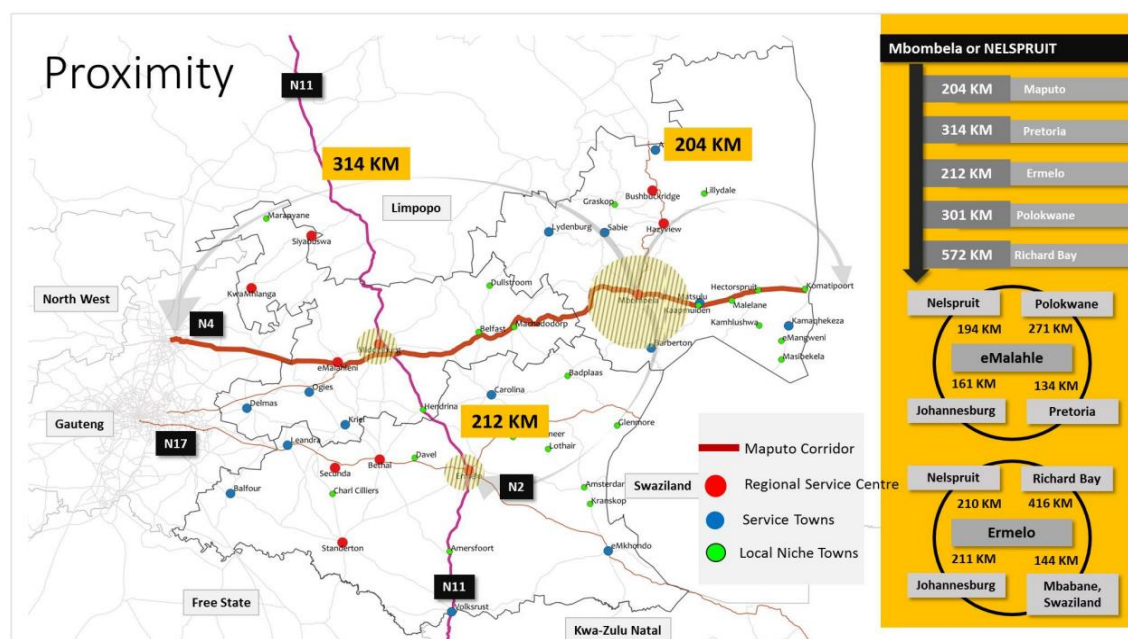 Proximity
N11
314 KM
204 KM
Limpopo
Bushbuckridge
Lillydale
Graskop
Marapyane
Siyabuswa
Lydenburg
Sabie
Hazyview
North West
KwaMhlanga
Dullstroom
Mbombela
Matsulu
Kaapmuiden
Hectorspruit
Komatipoort
Malelane
N4
Belfast
Machadodorp
Kamhlushwa
Kamaqhekeza
eMangweni
Masibekela
Barberton
eMalahleni
Badplaas
Ogies
Carolina
Delmas
Hendrina
212 KM
Gauteng
Kriel
Glenmore
N17
Leandra
Lothair
Davel
Bethal
Secunda
Ermelo
N2
Swaziland
Balfour
Charl Cilliers
Kranskop
Standerton
Amersfoort
eMkhondo
N11
Free State
Volksrust
Kwa-Zulu Natal
Maputo Corridor
Regional Service Centre
Service Towns
Local Niche Towns
Mbombela or NELSPRUIT
204 KM Maputo
314 KM Pretoria
212 KM Ermelo
301 KM Polokwane
572 KM Richard Bay
Nelspruit Polokwane
194 KM 271 KM
eMalahle
161 KM 134 KM
Johannesburg Pretoria
Nelspruit Richard Bay
210 KM 416 KM
Ermelo
211 KM 144 KM
Johannesburg Mbabane,
Swaziland